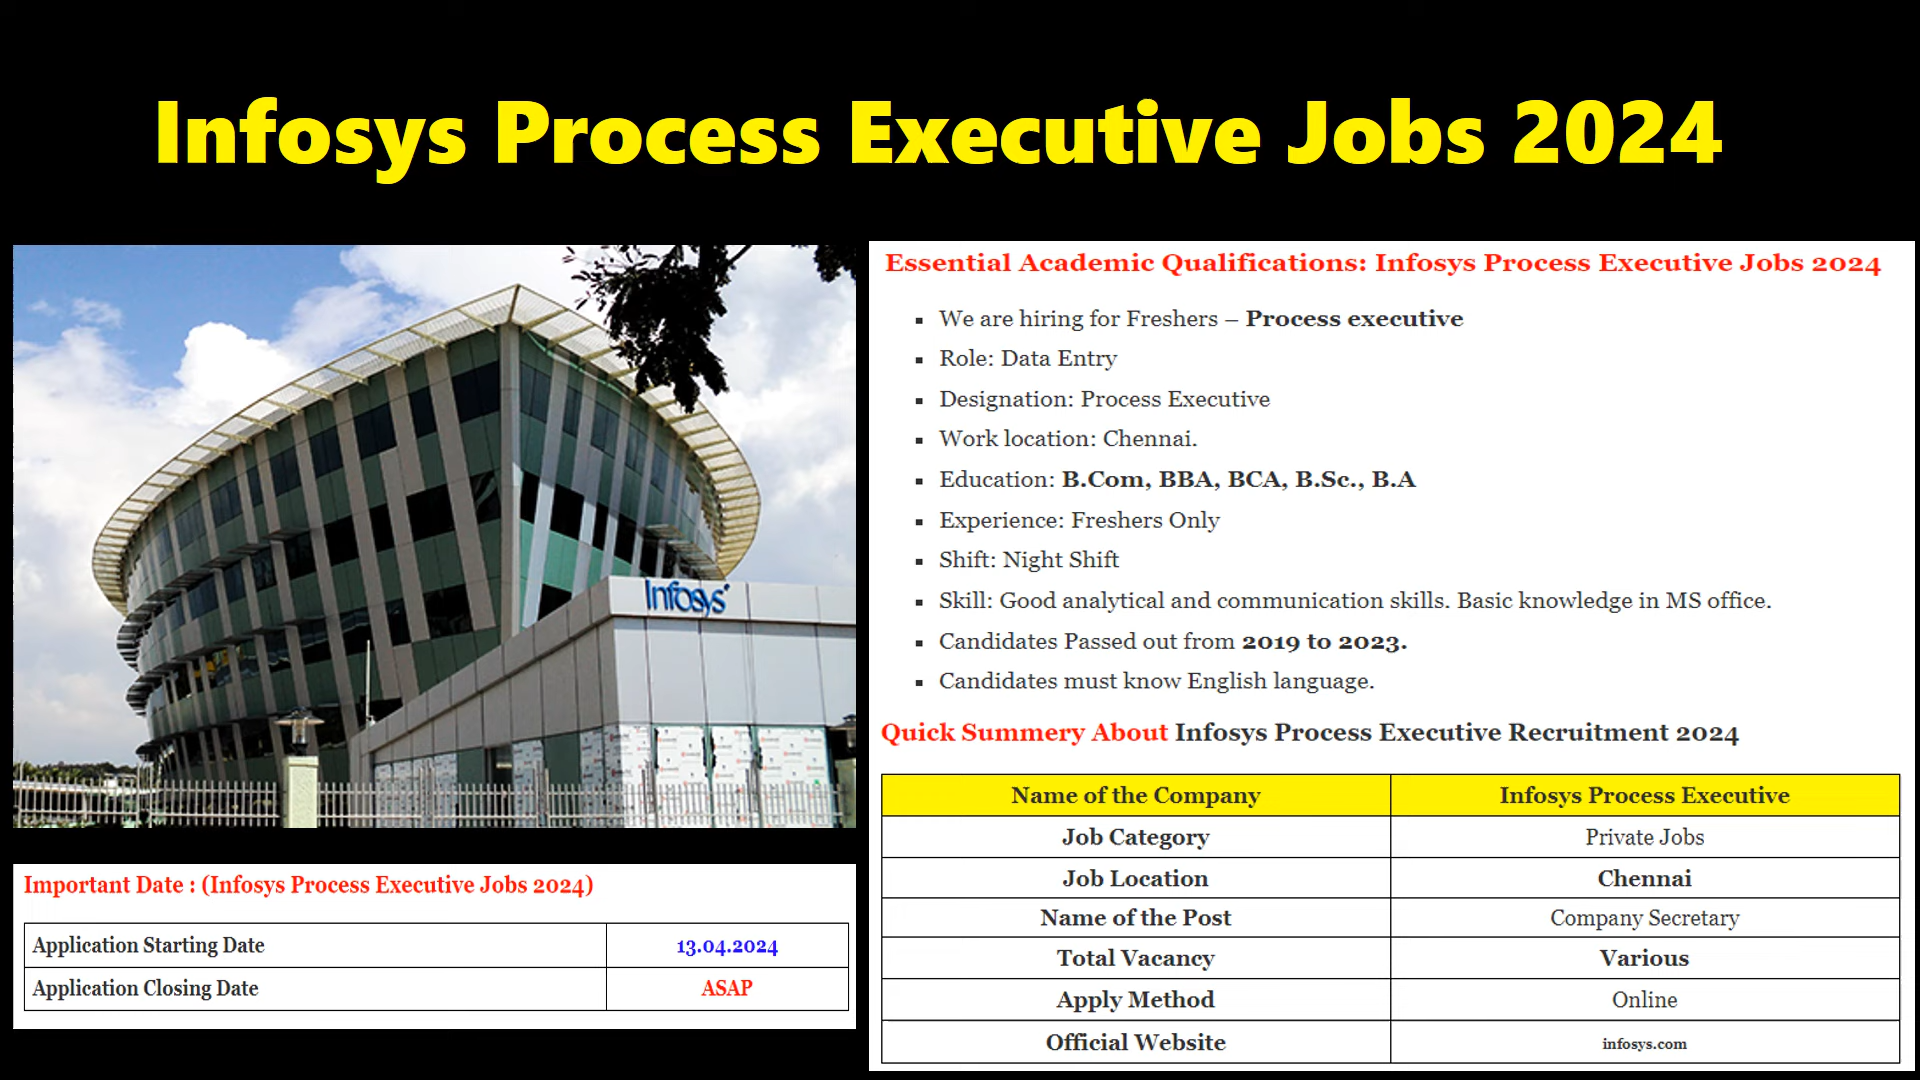 Infosys Process Executive Jobs 2024
Infosys
Important Date : (Infosys Process Executive Jobs 2024)
Application Starting Date 13.04.2024
Application Closing Date ASAP
Essential Academic Qualifications: Infosys Process Executive Jobs 2024
▪ We are hiring for Freshers – Process executive
▪ Role: Data Entry
▪ Designation: Process Executive
▪ Work location: Chennai.
▪ Education: B.Com, BBA, BCA, B.Sc., B.A
▪ Experience: Freshers Only
▪ Shift: Night Shift
▪ Skill: Good analytical and communication skills. Basic knowledge in MS office.
▪ Candidates Passed out from 2019 to 2023.
▪ Candidates must know English language.
Quick Summery About Infosys Process Executive Recruitment 2024
Name of the Company Infosys Process Executive
Job Category Private Jobs
Job Location Chennai
Name of the Post Company Secretary
Total Vacancy Various
Apply Method Online
Official Website infosys.com